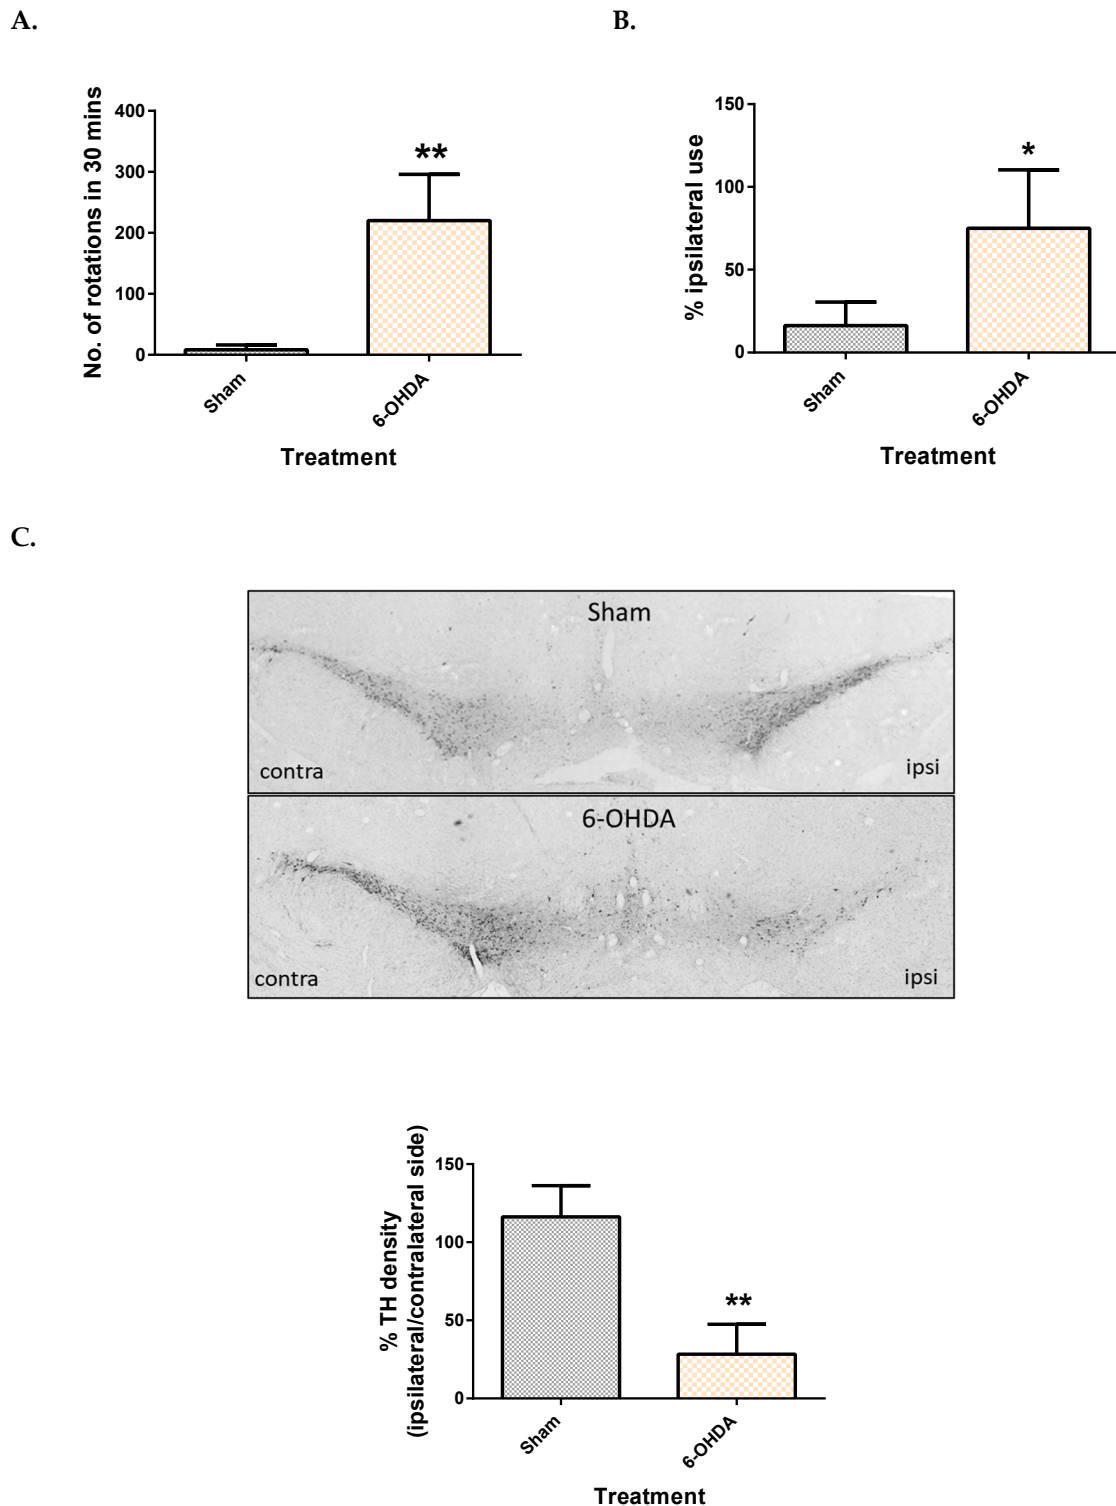 A.
No. of rotations in 30 mins
400
300
200
100
0
**
Sham
6-OHDA
Treatment
B.
% ipsilateral use
150
100
50
0
*
Sham
6-OHDA
Treatment
C.
Sham
contra
ipsi
6-OHDA
contra
ipsi
% TH density
(ipsilateral/contralateral side)
150
100
50
0
**
Sham
6-OHDA
Treatment